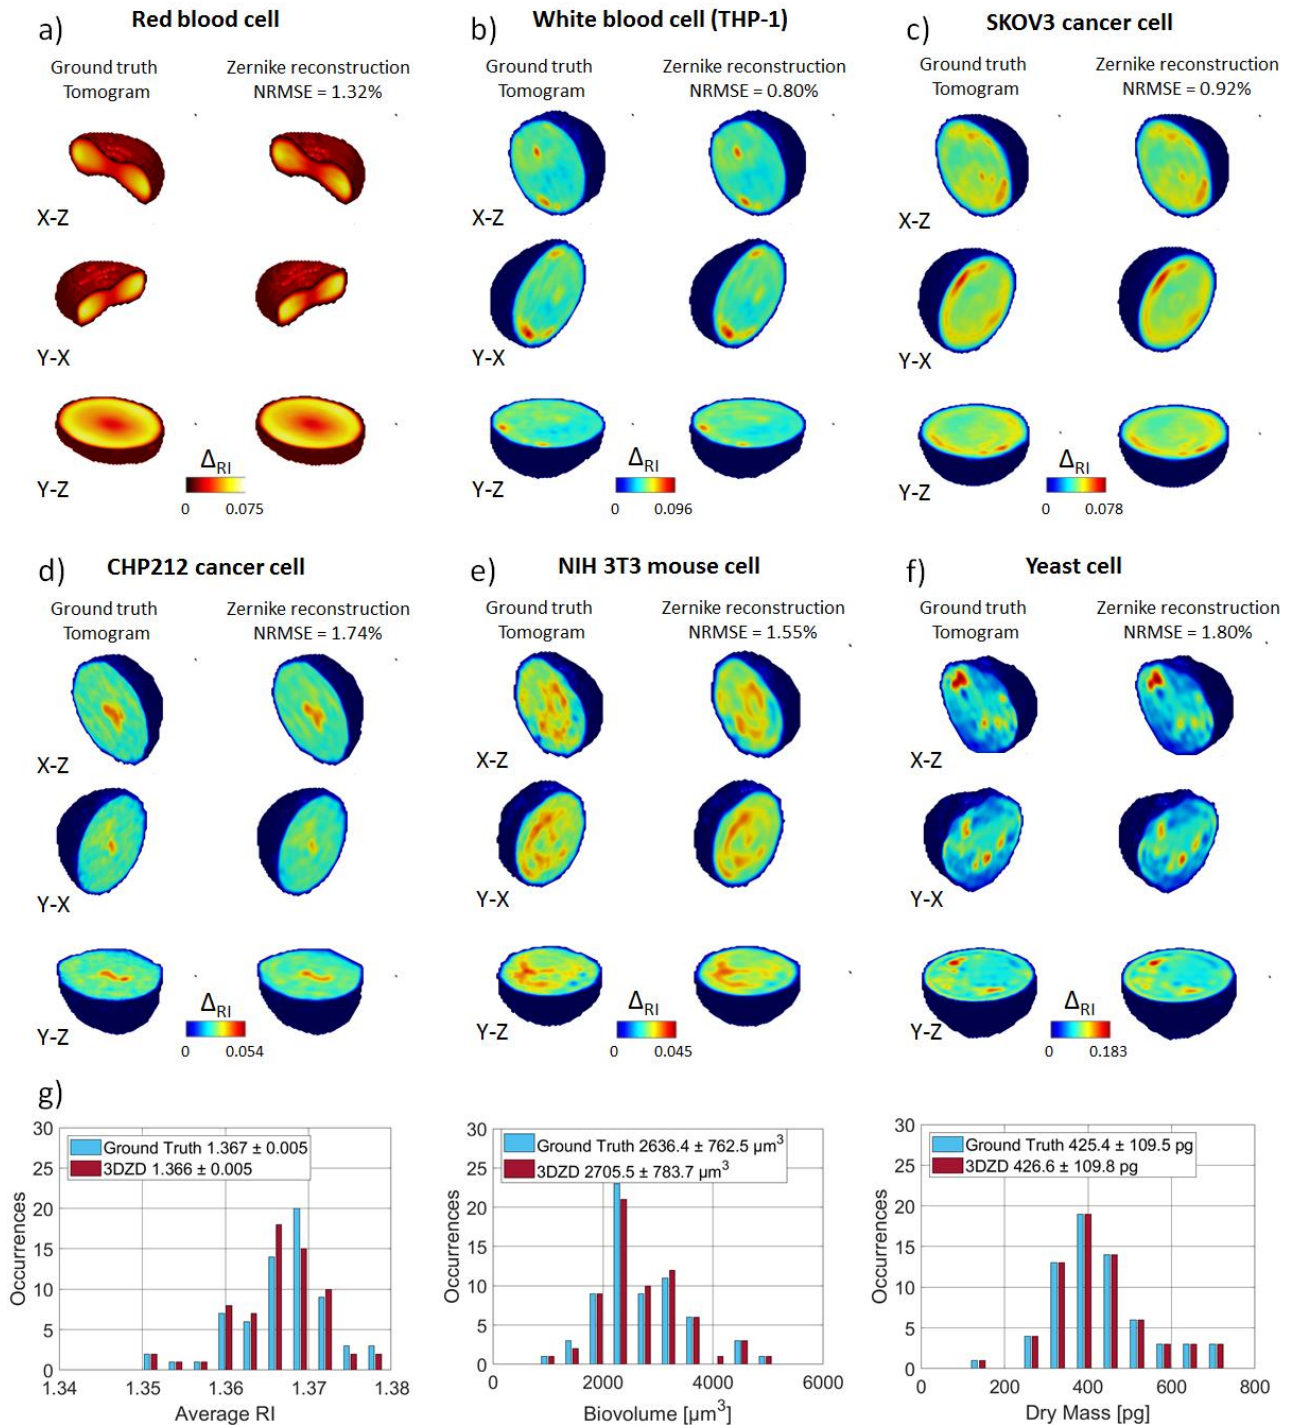 a)
Red blood cell
Ground truth
Tomogram
Zernike reconstruction
NRMSE = 1.32%
X-Z
Y-X
Y-Z
Δ_RI
0 0.075
b)
White blood cell (THP-1)
Ground truth
Tomogram
Zernike reconstruction
NRMSE = 0.80%
X-Z
Y-X
Y-Z
Δ_RI
0 0.096
c)
SKOV3 cancer cell
Ground truth
Tomogram
Zernike reconstruction
NRMSE = 0.92%
X-Z
Y-X
Y-Z
Δ_RI
0 0.078
d)
CHP212 cancer cell
Ground truth
Tomogram
Zernike reconstruction
NRMSE = 1.74%
X-Z
Y-X
Y-Z
Δ_RI
0 0.054
e)
NIH 3T3 mouse cell
Ground truth
Tomogram
Zernike reconstruction
NRMSE = 1.55%
X-Z
Y-X
Y-Z
Δ_RI
0 0.045
f)
Yeast cell
Ground truth
Tomogram
Zernike reconstruction
NRMSE = 1.80%
X-Z
Y-X
Y-Z
Δ_RI
0 0.183
g)
Ground Truth 1.367 ± 0.005
3DZD 1.366 ± 0.005
30
25
20
15
10
5
0
Occurrences
1.34 1.35 1.36 1.37 1.38
Average RI
Ground Truth 2636.4 ± 762.5 µm³
3DZD 2705.5 ± 783.7 µm³
30
25
20
15
10
5
0
Occurrences
0 2000 4000 6000
Biovolume [µm³]
Ground Truth 425.4 ± 109.5 pg
3DZD 426.6 ± 109.8 pg
30
25
20
15
10
5
0
Occurrences
0 200 400 600 800
Dry Mass [pg]